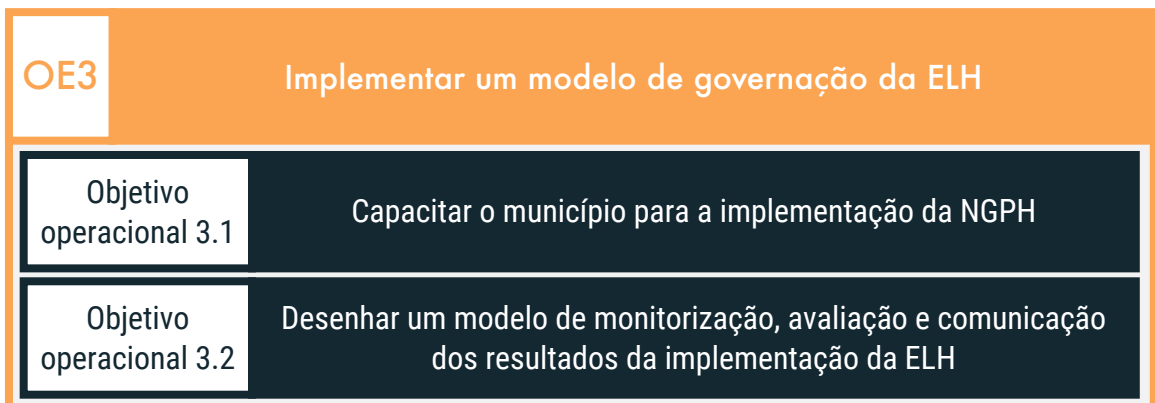 OE3
Implementar um modelo de governação da ELH
Objetivo
operacional 3.1
Capacitar o município para a implementação da NGPH
Objetivo
operacional 3.2
Desenhar um modelo de monitorização, avaliação e comunicação
dos resultados da implementação da ELH